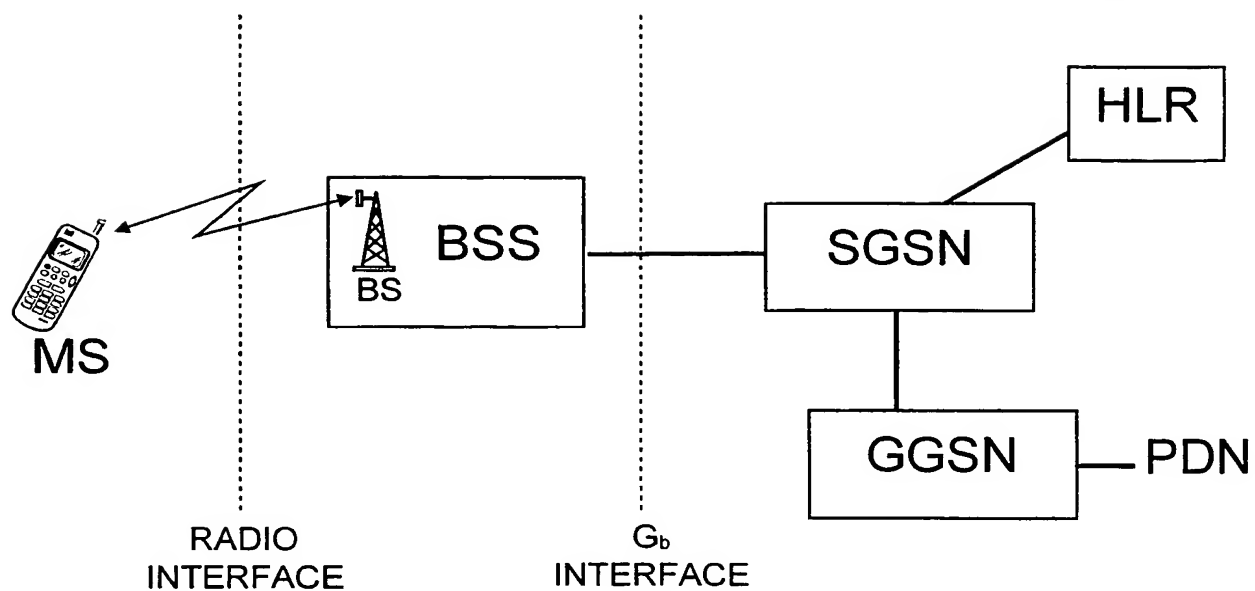 HLR
BSS
SGSN
BS
MS
GGSN
PDN
RADIO
INTERFACE
Gb
INTERFACE